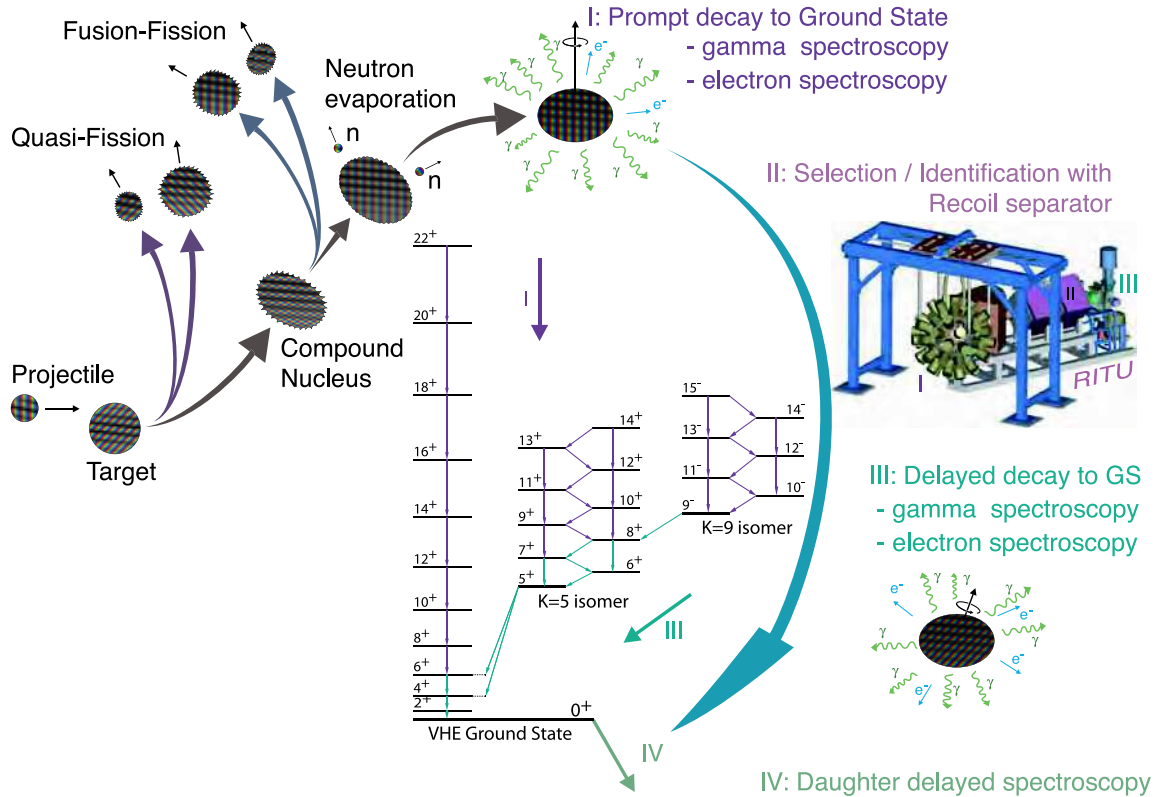 Fusion-Fission
Quasi-Fission
Neutron
evaporation
n
n
Projectile
Target
Compound
Nucleus
I: Prompt decay to Ground State
- gamma spectroscopy
- electron spectroscopy
γ γ γ γ γ γ γ γ γ γ γ
e⁻
e⁻
II: Selection / Identification with
Recoil separator
I
II
III
RITU
III: Delayed decay to GS
- gamma spectroscopy
- electron spectroscopy
γ γ γ γ γ γ γ γ γ
e⁻
e⁻
e⁻
e⁻
22⁺
20⁺
18⁺
16⁺
14⁺
12⁺
10⁺
8⁺
6⁺
4⁺
2⁺
0⁺
VHE Ground State
I
14⁺
13⁺
12⁺
11⁺
10⁺
9⁺
8⁺
7⁺
6⁺
5⁺
K=5 isomer
15⁻
14⁻
13⁻
12⁻
11⁻
10⁻
9⁻
K=9 isomer
III
IV
IV: Daughter delayed spectroscopy